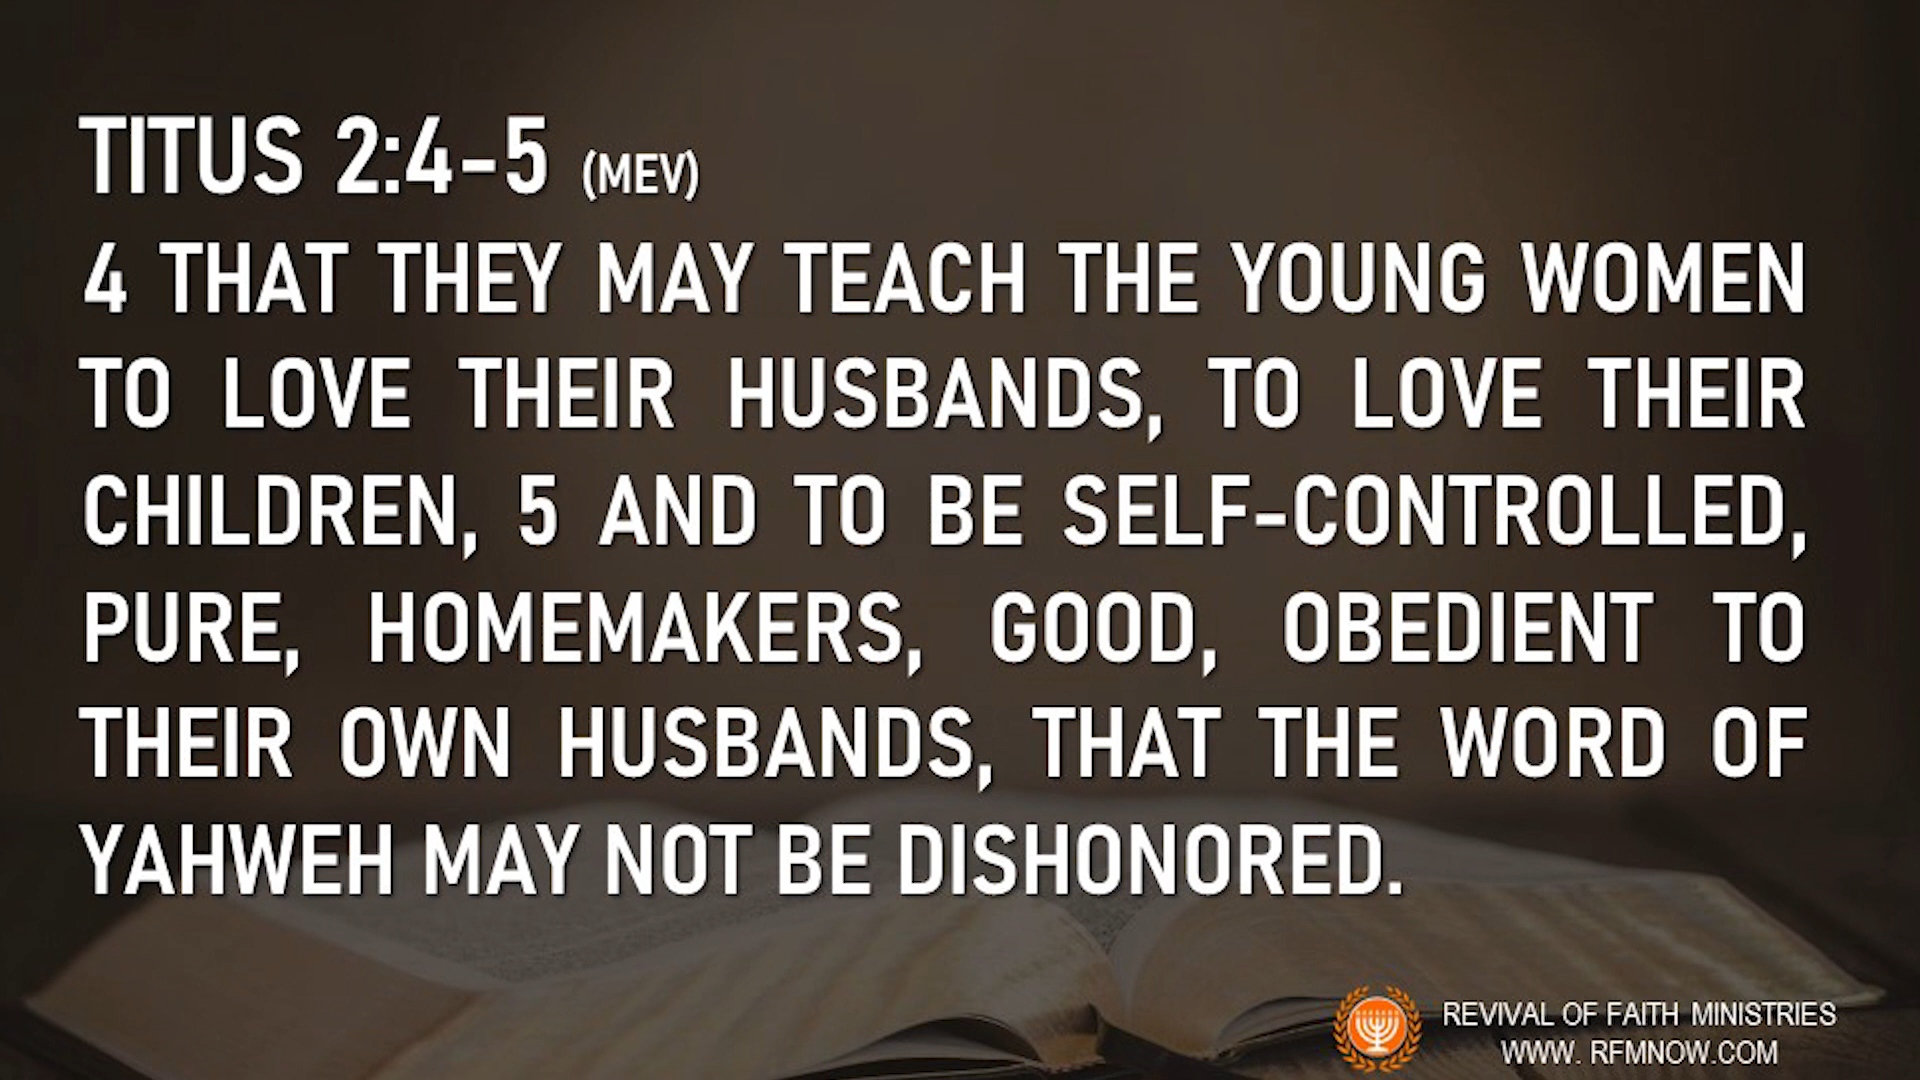 TITUS 2:4-5 (MEV)
4 THAT THEY MAY TEACH THE YOUNG WOMEN
TO LOVE THEIR HUSBANDS, TO LOVE THEIR
CHILDREN, 5 AND TO BE SELF-CONTROLLED,
PURE, HOMEMAKERS, GOOD, OBEDIENT TO
THEIR OWN HUSBANDS, THAT THE WORD OF
YAHWEH MAY NOT BE DISHONORED.
REVIVAL OF FAITH MINISTRIES
WWW. RFMNOW.COM